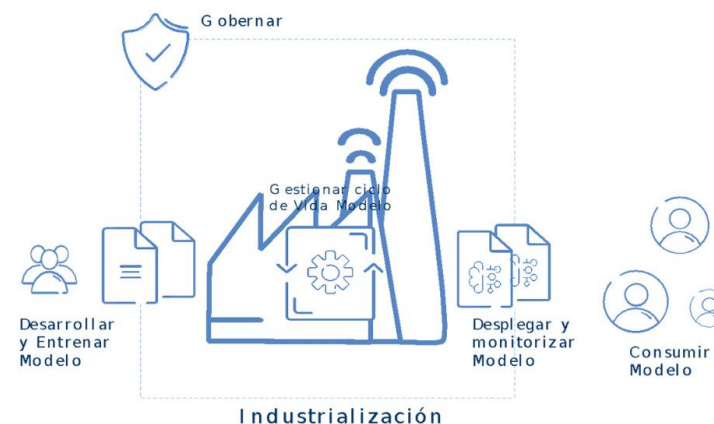 Gobernar
Gestionar ciclo
de Vida Modelo
Desarrollar
y Entrenar
Modelo
Desplegar y
monitorizar
Modelo
Consumir
Modelo
Industrialización